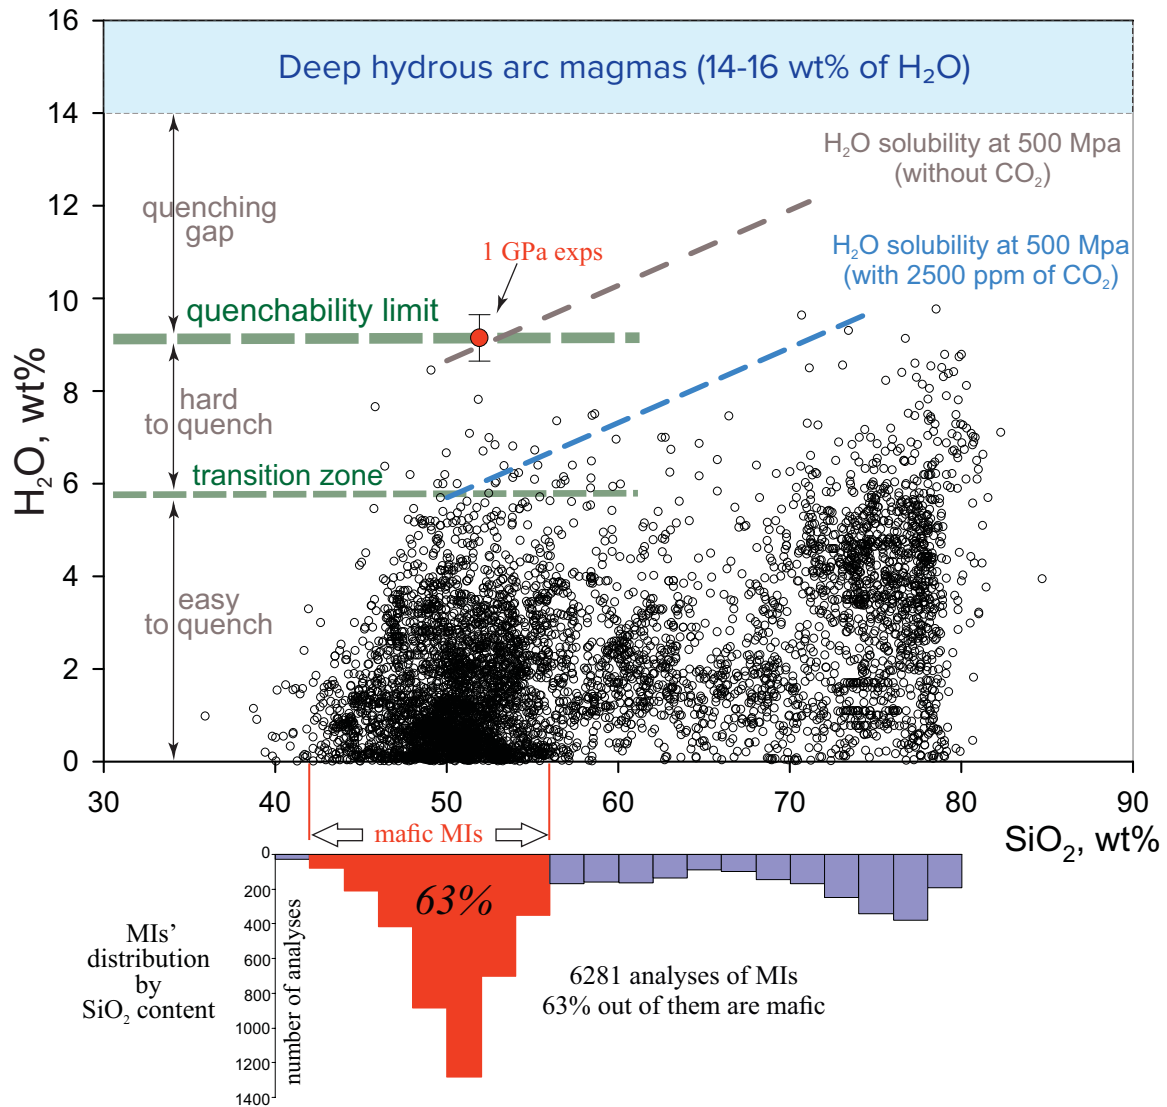 16
Deep hydrous arc magmas (14-16 wt% of H₂O)
14
H₂O solubility at 500 Mpa
(without CO₂)
12
quenching
gap
H₂O solubility at 500 Mpa
(with 2500 ppm of CO₂)
1 GPa exps
10
quenchability limit
8
hard
to quench
H₂O, wt%
transition zone
6
4
easy
to quench
2
0
30
40
50
60
70
80
90
SiO₂, wt%
mafic MIs
0
200
400
600
800
1000
1200
1400
number of analyses
63%
MIs'
distribution
by
SiO₂ content
6281 analyses of MIs
63% out of them are mafic